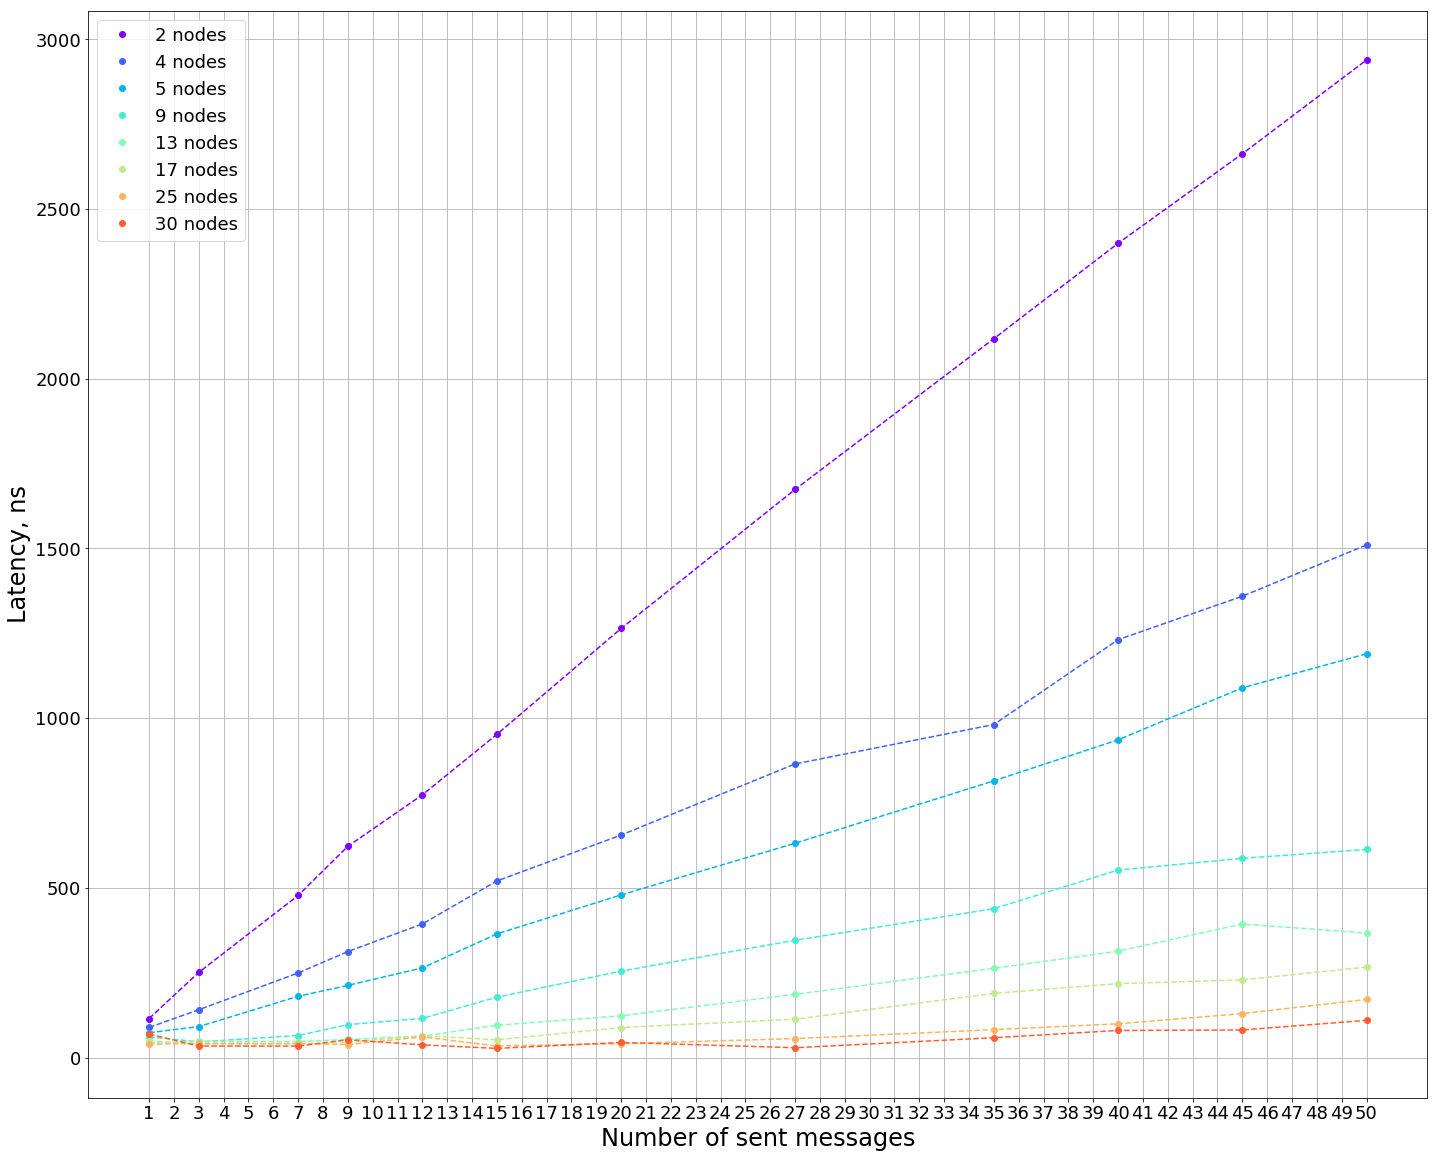 3000
2500
2000
1500
1000
500
0
Latency, ns
2 nodes
4 nodes
5 nodes
9 nodes
13 nodes
17 nodes
25 nodes
30 nodes
1 2 3 4 5 6 7 8 9 10 11 12 13 14 15 16 17 18 19 20 21 22 23 24 25 26 27 28 29 30 31 32 33 34 35 36 37 38 39 40 41 42 43 44 45 46 47 48 49 50
Number of sent messages